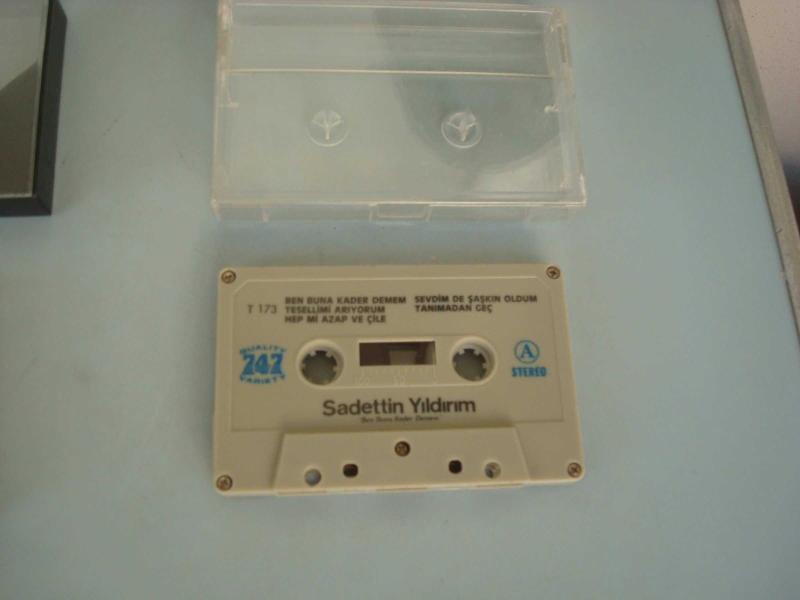 T 173
BEN BUNA KADER DEMEM
TESELLİMİ ARIYORUM
HEP Mİ AZAP VE ÇİLE
SEVDİM DE ŞAŞKIN OLDUM
TANIMADAN GEÇ
QUALITY
747
VARIETY
A
STEREO
Sadettin Yıldırım
Ben Buna Kader Demem